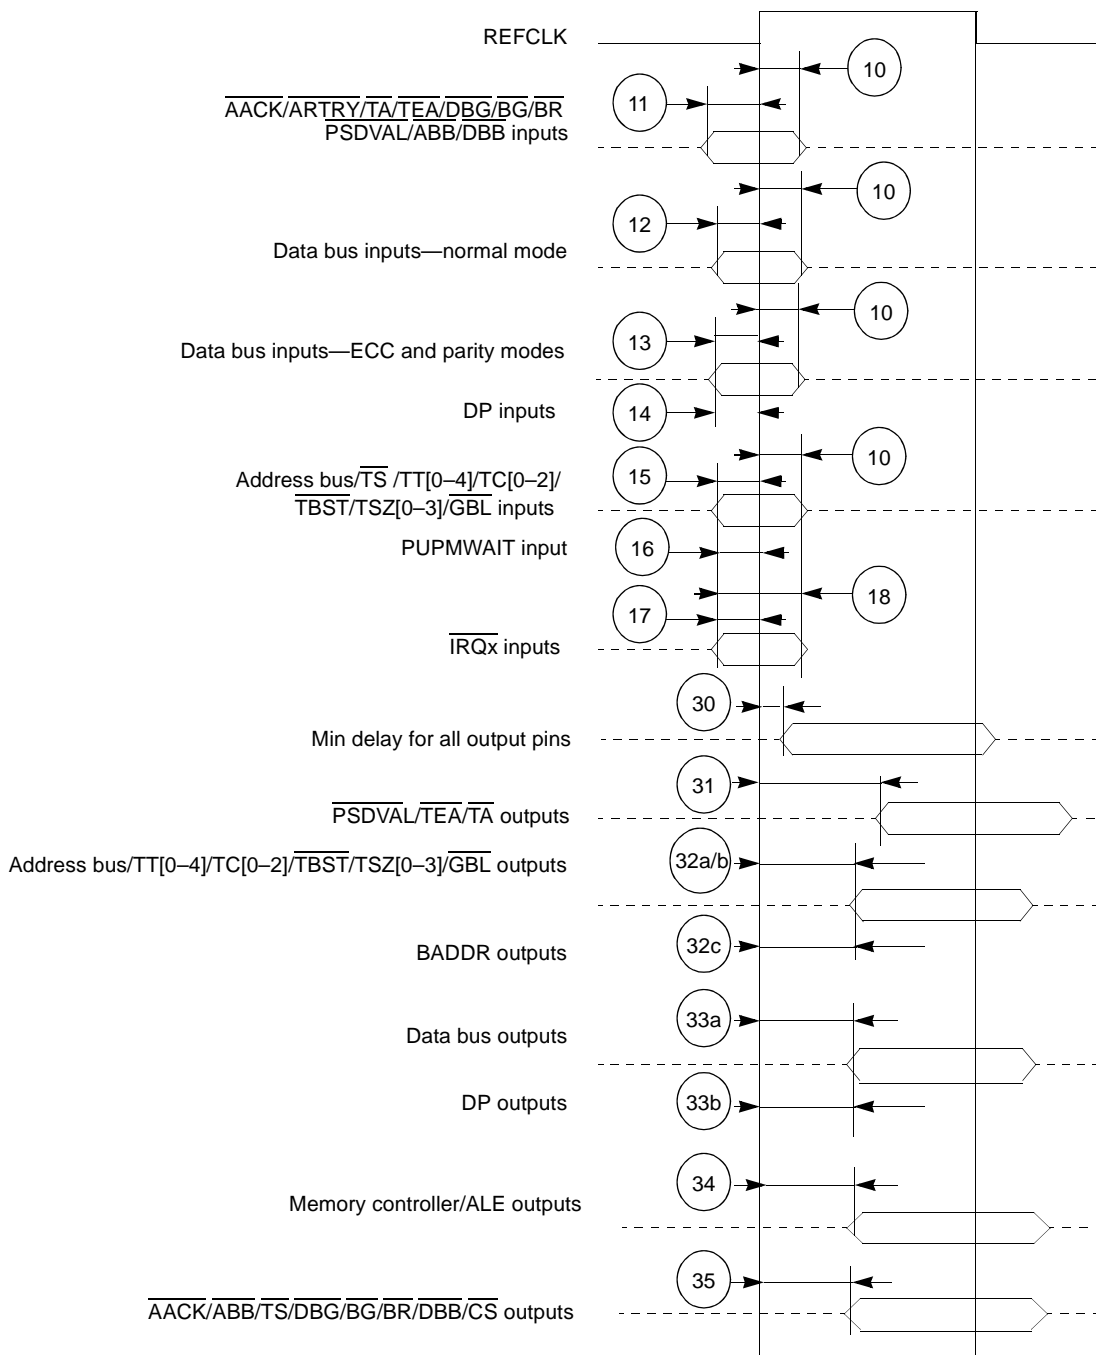 REFCLK
10
11
AACK/ARTRY/TA/TEA/DBG/BG/BR
PSDVAL/ABB/DBB inputs
10
12
Data bus inputs—normal mode
10
13
Data bus inputs—ECC and parity modes
14
DP inputs
10
15
Address bus/TS /TT[0–4]/TC[0–2]/
TBST/TSZ[0–3]/GBL inputs
16
PUPMWAIT input
18
17
IRQx inputs
30
Min delay for all output pins
31
PSDVAL/TEA/TA outputs
32a/b
Address bus/TT[0–4]/TC[0–2]/TBST/TSZ[0–3]/GBL outputs
32c
BADDR outputs
33a
Data bus outputs
33b
DP outputs
34
Memory controller/ALE outputs
35
AACK/ABB/TS/DBG/BG/BR/DBB/CS outputs